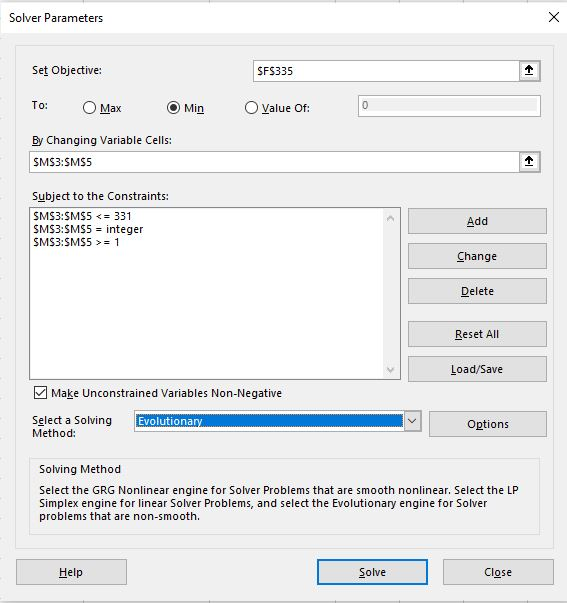 Solver Parameters
Set Objective:
$F$335
To:
Max
Min
Value Of:
0
By Changing Variable Cells:
$M$3:$M$5
Subject to the Constraints:
$M$3:$M$5 <= 331
$M$3:$M$5 = integer
$M$3:$M$5 >= 1
Add
Change
Delete
Reset All
Load/Save
Make Unconstrained Variables Non-Negative
Select a Solving
Method:
Evolutionary
Options
Solving Method
Select the GRG Nonlinear engine for Solver Problems that are smooth nonlinear. Select the LP
Simplex engine for linear Solver Problems, and select the Evolutionary engine for Solver
problems that are non-smooth.
Help
Solve
Close